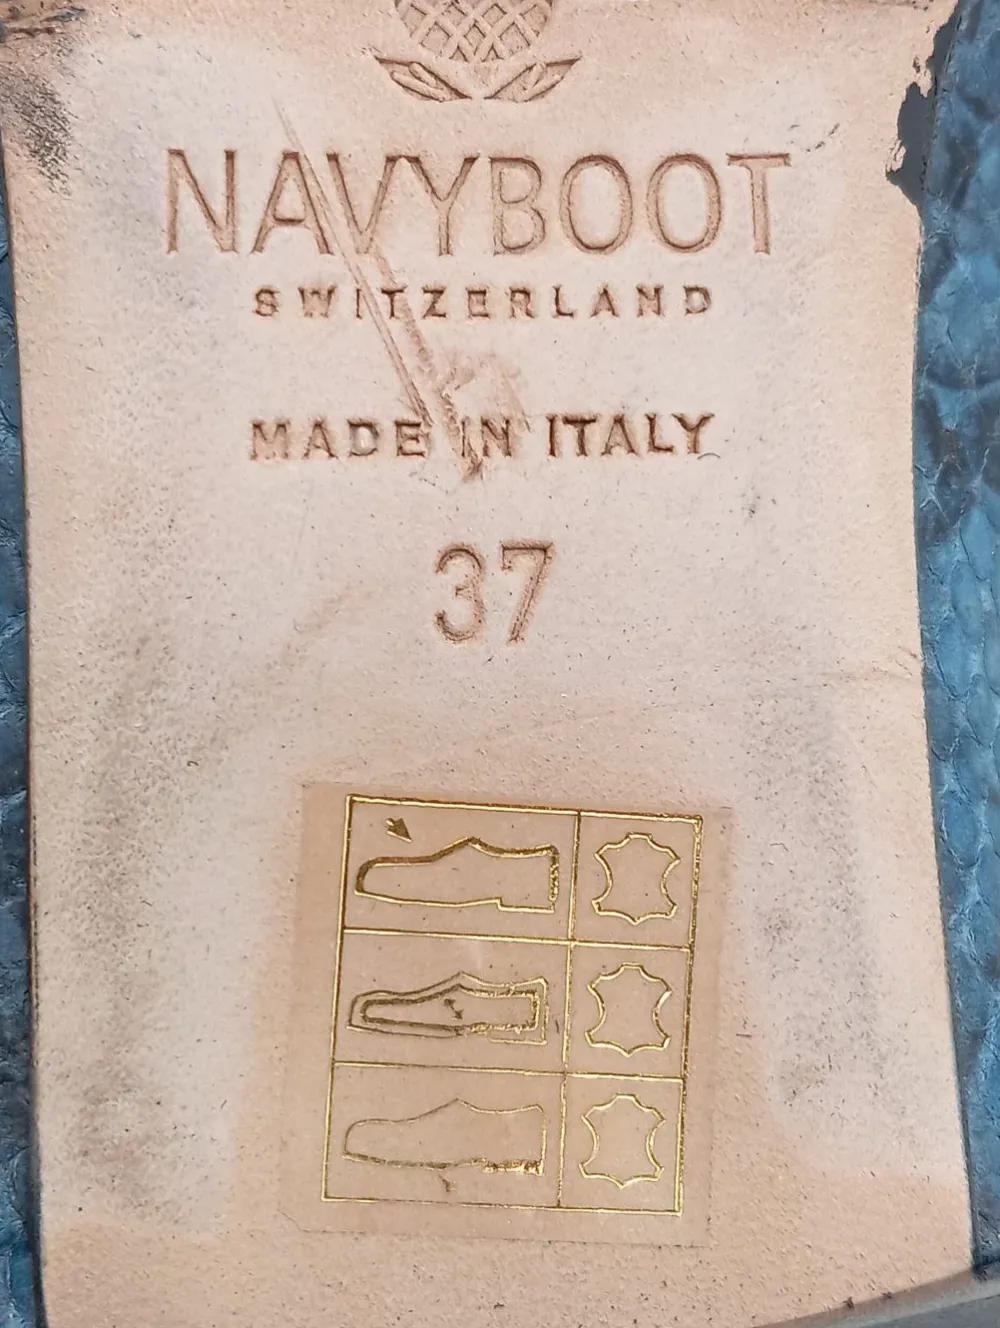 NAVYBOOT
SWITZERLAND
MADE IN ITALY
37